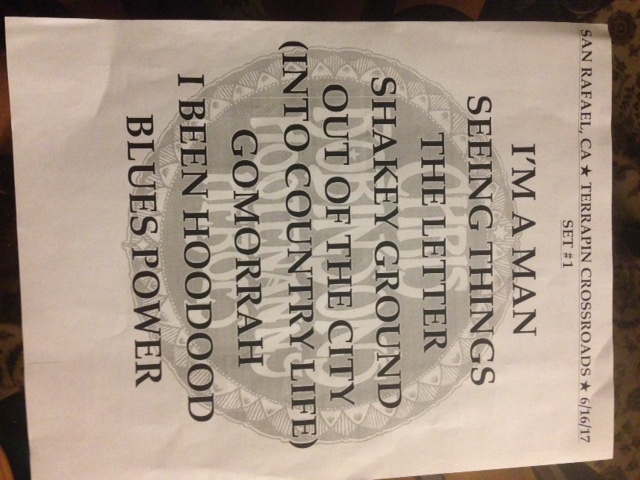 SAN RAFAEL, CA ★ TERRAPIN CROSSROADS ★ 6/16/17
SET #1
I'M A MAN
SEEING THINGS
THE LETTER
SHAKEY GROUND
OUT OF THE CITY
(INTO COUNTRY LIFE)
GOMORRAH
I BEEN HOODOOD
BLUES POWER